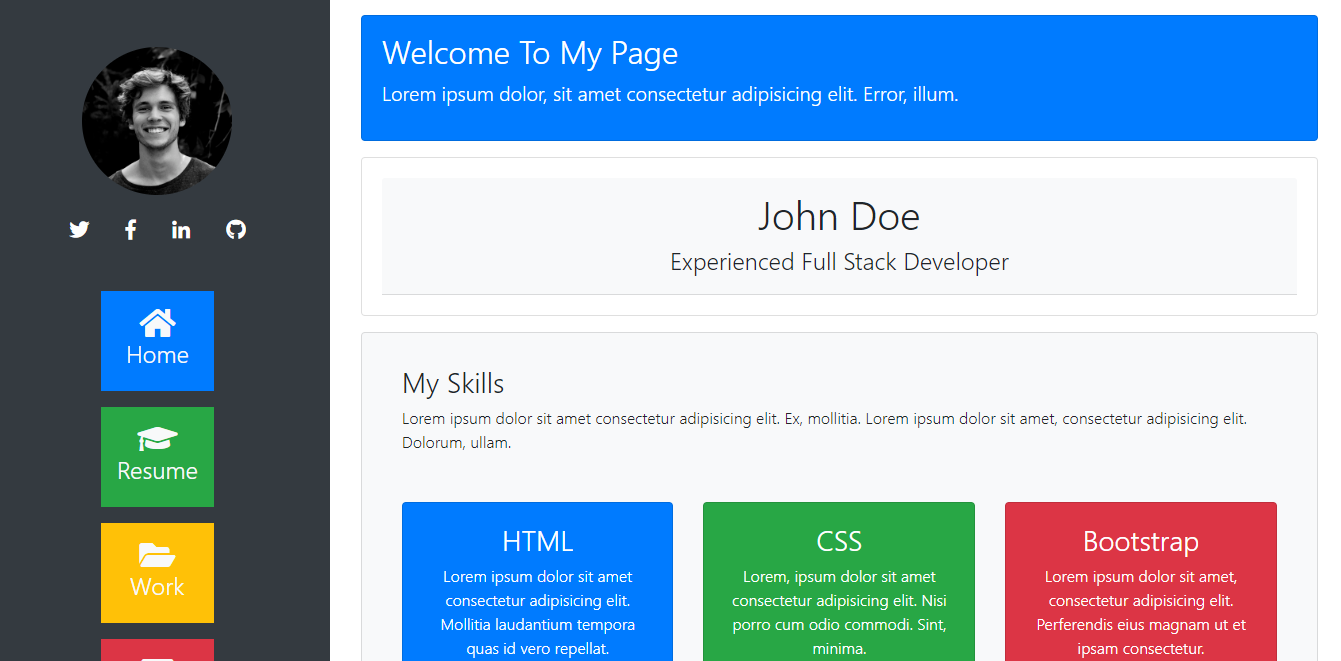 Home
Resume
Work
Welcome To My Page
Lorem ipsum dolor, sit amet consectetur adipisicing elit. Error, illum.
John Doe
Experienced Full Stack Developer
My Skills
Lorem ipsum dolor sit amet consectetur adipisicing elit. Ex, mollitia. Lorem ipsum dolor sit amet, consectetur adipisicing elit.
Dolorum, ullam.
HTML
Lorem ipsum dolor sit amet
consectetur adipisicing elit.
Mollitia laudantium tempora
quas id vero repellat.
CSS
Lorem, ipsum dolor sit amet
consectetur adipisicing elit. Nisi
porro cum odio commodi. Sint,
minima.
Bootstrap
Lorem ipsum dolor sit amet,
consectetur adipisicing elit.
Perferendis eius magnam ut et
ipsam consectetur.